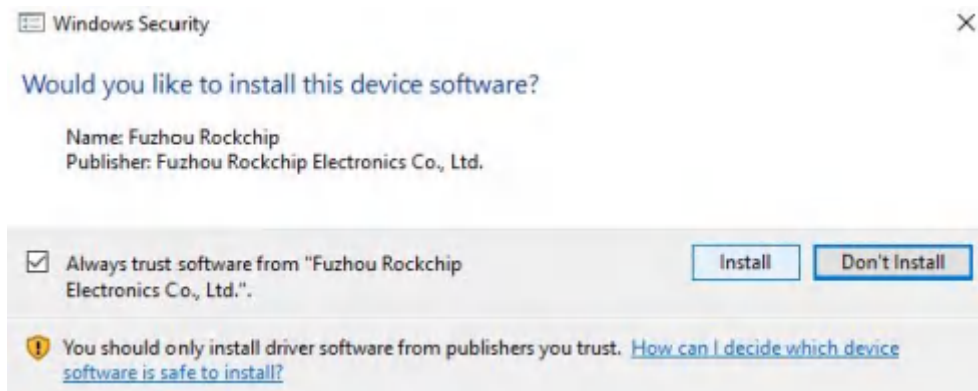 Windows Security
Would you like to install this device software?
Name: Fuzhou Rockchip
Publisher: Fuzhou Rockchip Electronics Co., Ltd.
Always trust software from "Fuzhou Rockchip
Electronics Co., Ltd.".
Install
Don't Install
You should only install driver software from publishers you trust. How can I decide which device
software is safe to install?